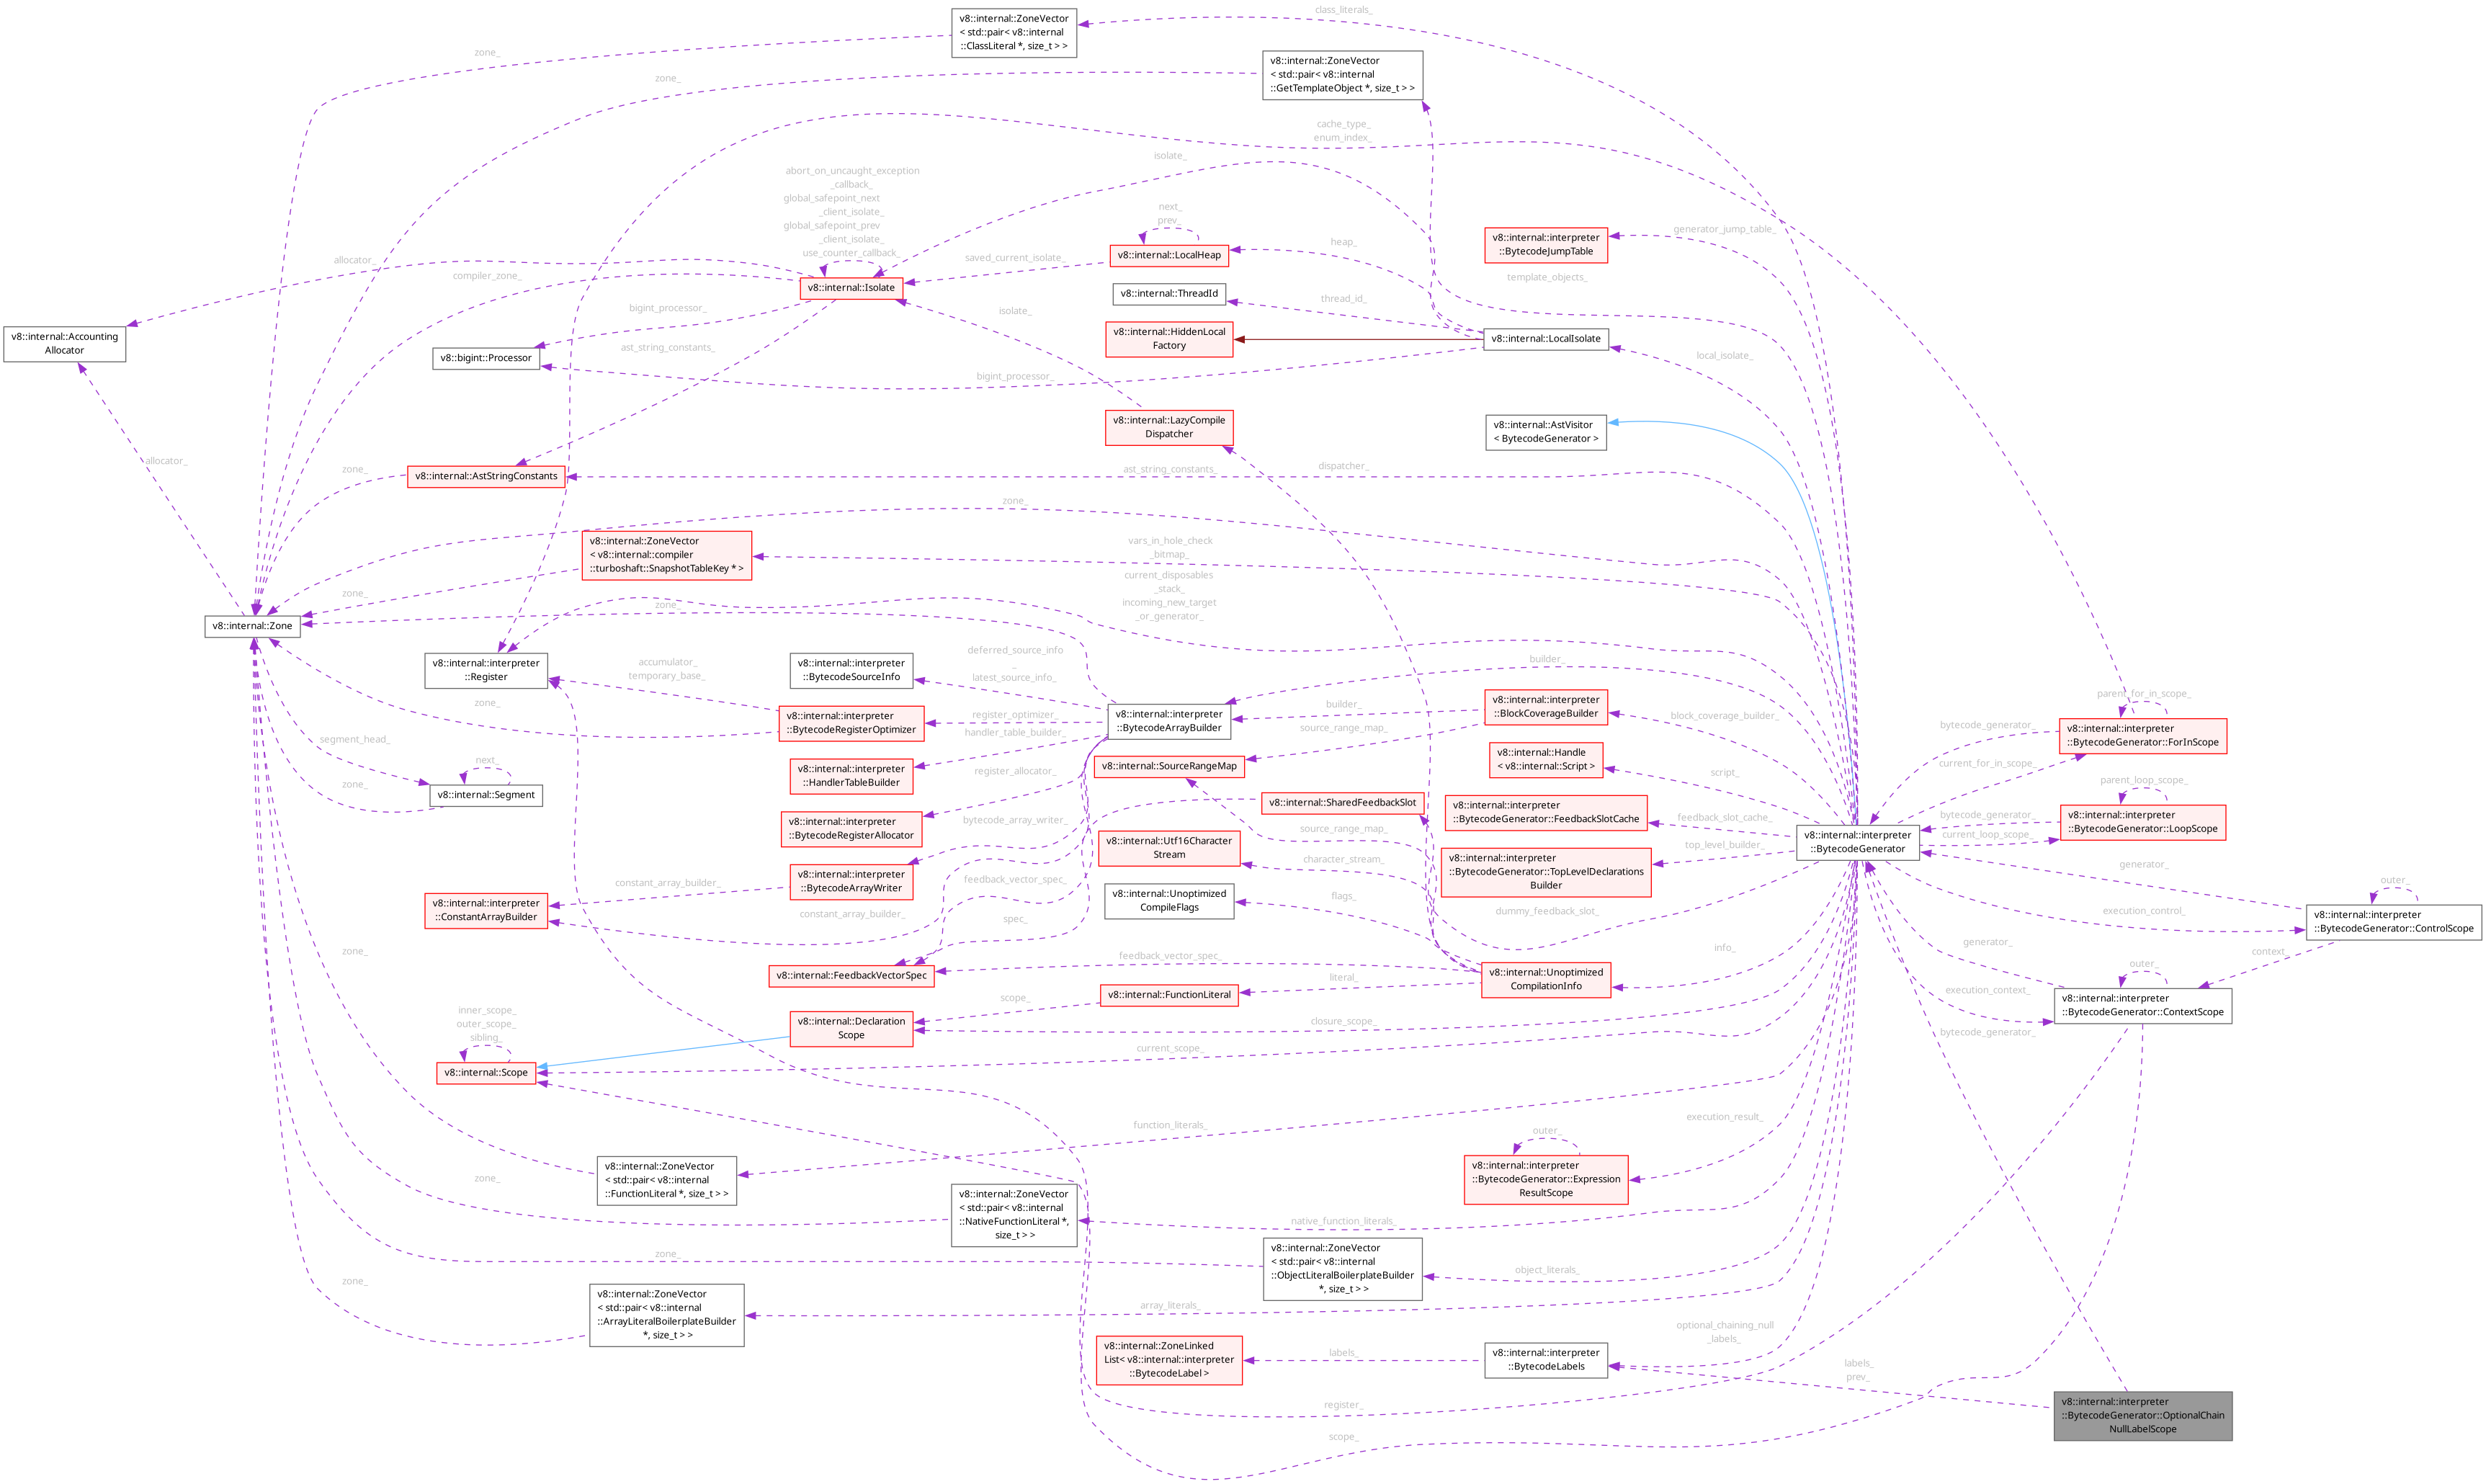 class_literals_
v8::internal::ZoneVector
< std::pair< v8::internal
::ClassLiteral *, size_t > >
zone_
v8::internal::ZoneVector
< std::pair< v8::internal
::GetTemplateObject *, size_t > >
zone_
cache_type_
enum_index_
isolate_
abort_on_uncaught_exception
_callback_
global_safepoint_next
_client_isolate_
global_safepoint_prev
_client_isolate_
use_counter_callback_
next_
prev_
v8::internal::LocalHeap
heap_
v8::internal::interpreter
::BytecodeJumpTable
generator_jump_table_
allocator_
compiler_zone_
v8::internal::Isolate
saved_current_isolate_
template_objects_
v8::internal::ThreadId
thread_id_
bigint_processor_
isolate_
v8::internal::Accounting
Allocator
v8::bigint::Processor
v8::internal::HiddenLocal
Factory
v8::internal::LocalIsolate
local_isolate_
ast_string_constants_
bigint_processor_
v8::internal::LazyCompile
Dispatcher
v8::internal::AstVisitor
< BytecodeGenerator >
allocator_
zone_
v8::internal::AstStringConstants
ast_string_constants_
dispatcher_
zone_
v8::internal::ZoneVector
< v8::internal::compiler
::turboshaft::SnapshotTableKey * >
vars_in_hole_check
_bitmap_
zone_
current_disposables
_stack_
incoming_new_target
_or_generator_
zone_
v8::internal::Zone
v8::internal::interpreter
::Register
accumulator_
temporary_base_
v8::internal::interpreter
::BytecodeSourceInfo
deferred_source_info
_
latest_source_info_
builder_
zone_
v8::internal::interpreter
::BytecodeRegisterOptimizer
register_optimizer_
v8::internal::interpreter
::BytecodeArrayBuilder
builder_
v8::internal::interpreter
::BlockCoverageBuilder
block_coverage_builder_
bytecode_generator_
parent_for_in_scope_
v8::internal::interpreter
::BytecodeGenerator::ForInScope
handler_table_builder_
source_range_map_
segment_head_
v8::internal::interpreter
::HandlerTableBuilder
v8::internal::SourceRangeMap
v8::internal::Handle
< v8::internal::Script >
script_
current_for_in_scope_
next_
zone_
v8::internal::Segment
register_allocator_
parent_loop_scope_
v8::internal::SharedFeedbackSlot
v8::internal::interpreter
::BytecodeGenerator::FeedbackSlotCache
feedback_slot_cache_
v8::internal::interpreter
::BytecodeRegisterAllocator
bytecode_array_writer_
source_range_map_
bytecode_generator_
current_loop_scope_
v8::internal::interpreter
::BytecodeGenerator::LoopScope
v8::internal::interpreter
::BytecodeGenerator
top_level_builder_
v8::internal::Utf16Character
Stream
character_stream_
v8::internal::interpreter
::BytecodeGenerator::TopLevelDeclarations
Builder
generator_
outer_
v8::internal::interpreter
::BytecodeArrayWriter
constant_array_builder_
feedback_vector_spec_
v8::internal::interpreter
::ConstantArrayBuilder
constant_array_builder_
v8::internal::Unoptimized
CompileFlags
flags_
dummy_feedback_slot_
execution_control_
v8::internal::interpreter
::BytecodeGenerator::ControlScope
spec_
zone_
v8::internal::FeedbackVectorSpec
feedback_vector_spec_
info_
generator_
context_
outer_
v8::internal::Unoptimized
CompilationInfo
literal_
v8::internal::FunctionLiteral
scope_
execution_context_
v8::internal::interpreter
::BytecodeGenerator::ContextScope
inner_scope_
outer_scope_
sibling_
v8::internal::Declaration
Scope
closure_scope_
bytecode_generator_
v8::internal::Scope
current_scope_
function_literals_
execution_result_
outer_
v8::internal::interpreter
::BytecodeGenerator::Expression
ResultScope
v8::internal::ZoneVector
< std::pair< v8::internal
::FunctionLiteral *, size_t > >
zone_
v8::internal::ZoneVector
< std::pair< v8::internal
::NativeFunctionLiteral *,
size_t > >
native_function_literals_
zone_
v8::internal::ZoneVector
< std::pair< v8::internal
::ObjectLiteralBoilerplateBuilder
*, size_t > >
object_literals_
zone_
v8::internal::ZoneVector
< std::pair< v8::internal
::ArrayLiteralBoilerplateBuilder
*, size_t > >
array_literals_
optional_chaining_null
_labels_
v8::internal::ZoneLinked
List< v8::internal::interpreter
::BytecodeLabel >
labels_
v8::internal::interpreter
::BytecodeLabels
labels_
prev_
register_
v8::internal::interpreter
::BytecodeGenerator::OptionalChain
NullLabelScope
scope_